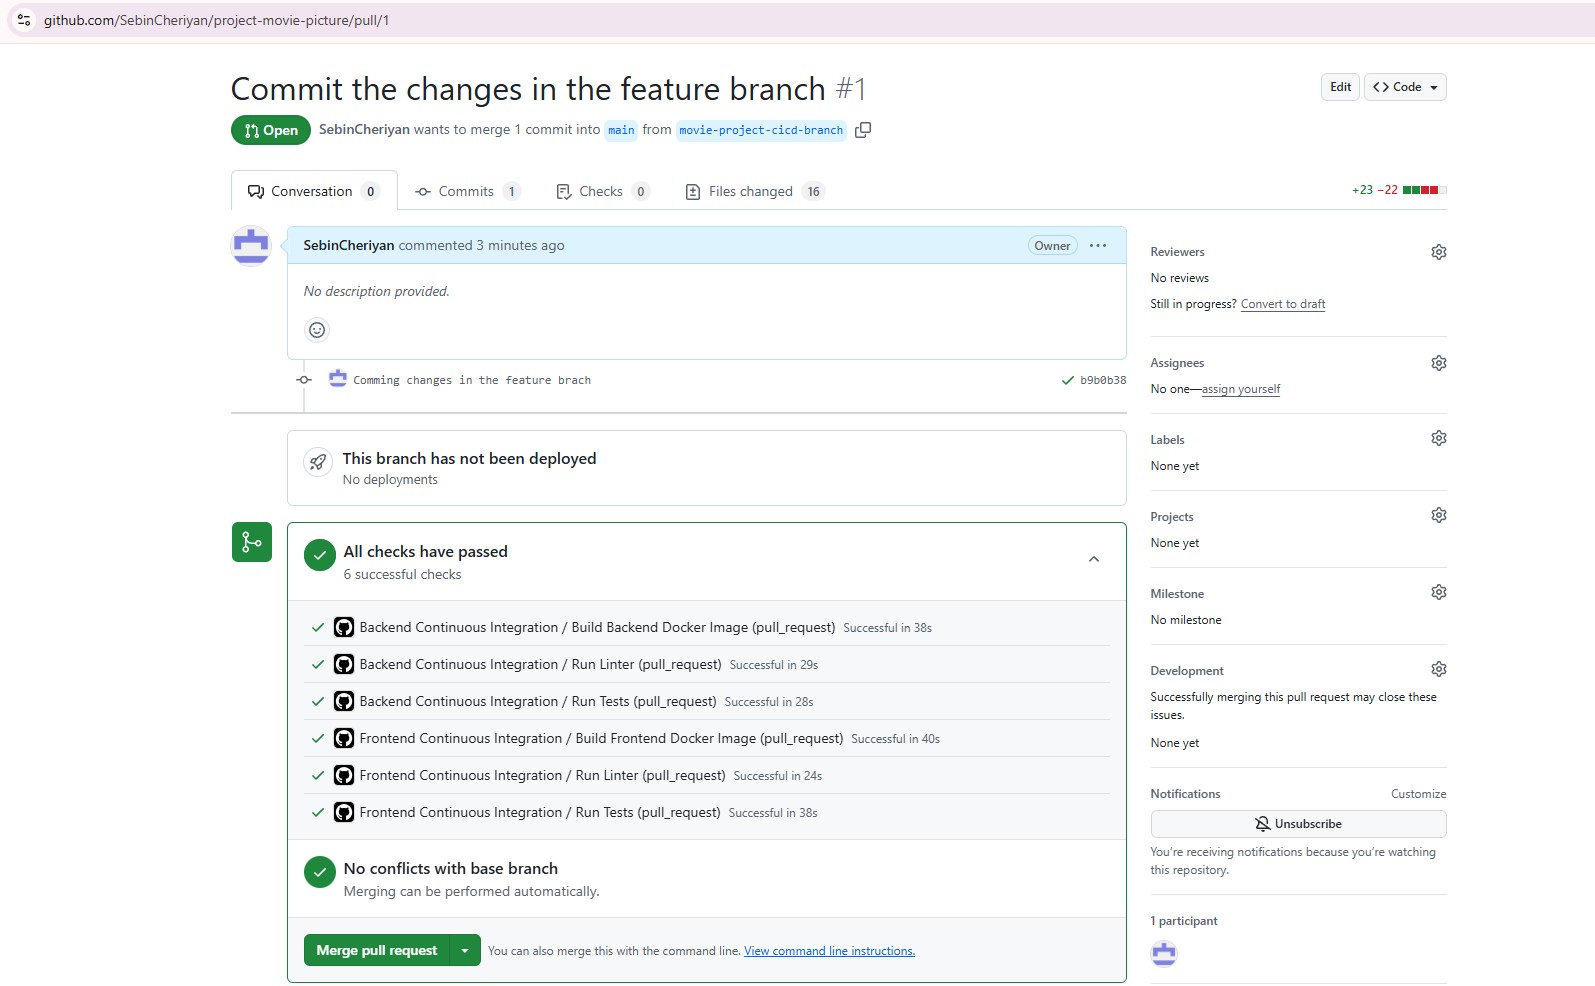 github.com/SebinCheriyan/project-movie-picture/pull/1
Commit the changes in the feature branch #1
Edit
Code
Open
SebinCheriyan wants to merge 1 commit into main from movie-project-cicd-branch
Conversation 0
Commits 1
Checks 0
Files changed 16
+23 −22
SebinCheriyan commented 3 minutes ago
Owner
No description provided.
Comming changes in the feature brach
b9b0b38
This branch has not been deployed
No deployments
All checks have passed
6 successful checks
Backend Continuous Integration / Build Backend Docker Image (pull_request) Successful in 38s
Backend Continuous Integration / Run Linter (pull_request) Successful in 29s
Backend Continuous Integration / Run Tests (pull_request) Successful in 28s
Frontend Continuous Integration / Build Frontend Docker Image (pull_request) Successful in 40s
Frontend Continuous Integration / Run Linter (pull_request) Successful in 24s
Frontend Continuous Integration / Run Tests (pull_request) Successful in 38s
No conflicts with base branch
Merging can be performed automatically.
Merge pull request
You can also merge this with the command line. View command line instructions.
Reviewers
No reviews
Still in progress? Convert to draft
Assignees
No one—assign yourself
Labels
None yet
Projects
None yet
Milestone
No milestone
Development
Successfully merging this pull request may close these
issues.
None yet
Notifications
Customize
Unsubscribe
You're receiving notifications because you're watching
this repository.
1 participant